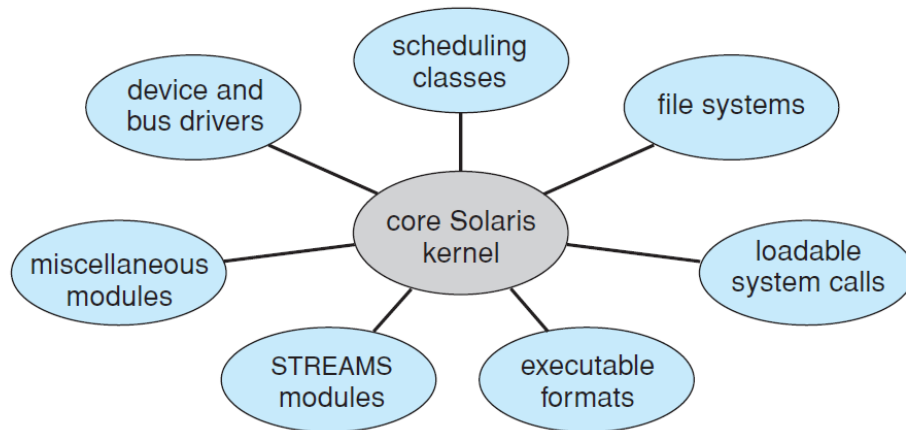 scheduling
classes
device and
bus drivers
file systems
core Solaris
kernel
miscellaneous
modules
loadable
system calls
STREAMS
modules
executable
formats